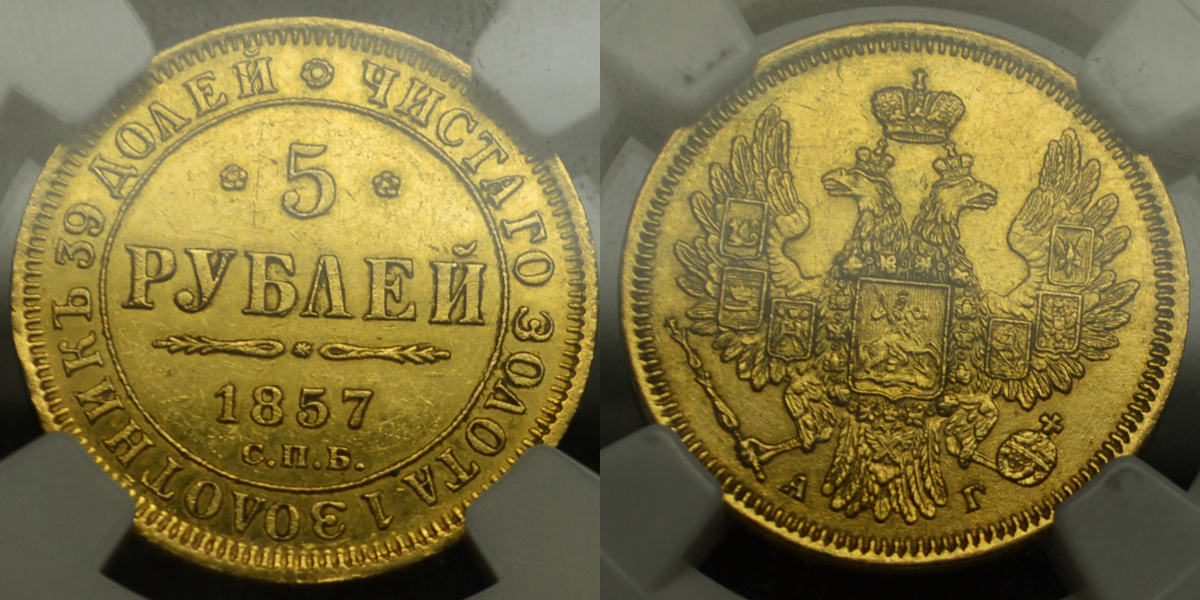 ЧИСТАГО ЗОЛОТА 1 ЗОЛОТНИКЪ 39 ДОЛЕЙ
5
РУБЛЕЙ
1857
С.П.Б.
А Г